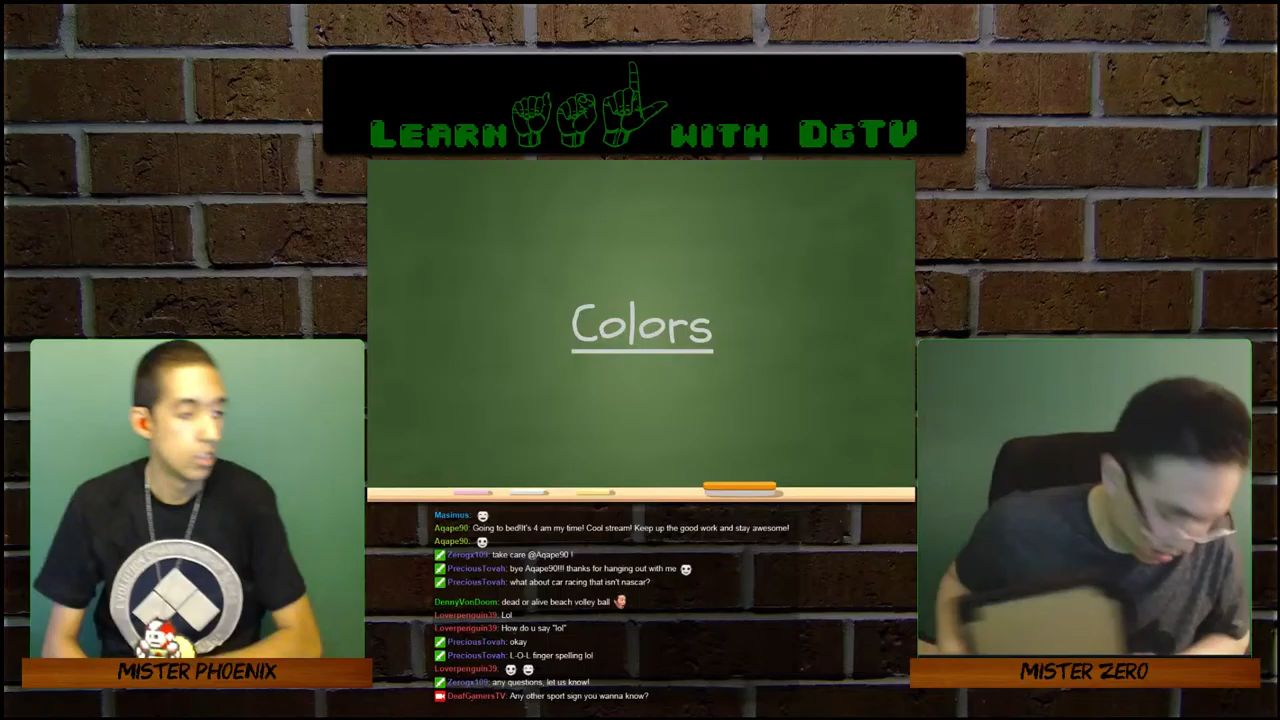 Learn with DgTV
Colors
Masimus:
Aqape90: Going to bed!It's 4 am my time! Cool stream! Keep up the good work and stay awesome!
Aqape90:
Zerogx109: take care @Aqape90 !
PreciousTovah: bye Aqape90!!! thanks for hanging out with me
PreciousTovah: what about car racing that isn't nascar?
DennyVonDoom: dead or alive beach volley ball
Loverpenguin39: Lol
Loverpenguin39: How do u say "lol"
PreciousTovah: okay
PreciousTovah: L-O-L finger spelling lol
Loverpenguin39:
Zerogx109: any questions, let us know!
DeafGamersTV: Any other sport sign you wanna know?
MISTER PHOENIX
MISTER ZERO